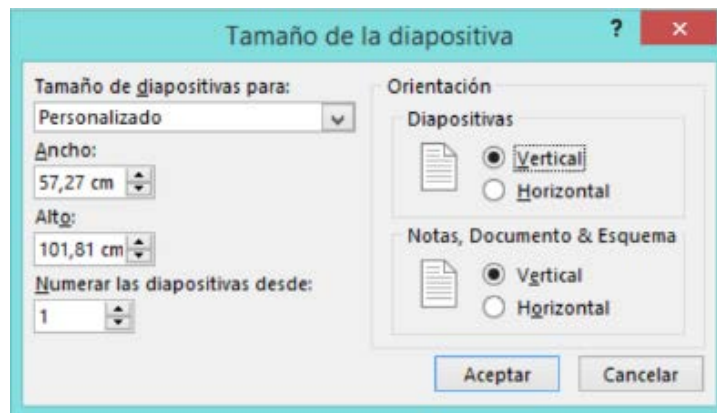 Tamaño de la diapositiva
?
Tamaño de diapositivas para:
Personalizado
Ancho:
57,27 cm
Alto:
101,81 cm
Numerar las diapositivas desde:
1
Orientación
Diapositivas
Vertical
Horizontal
Notas, Documento & Esquema
Vertical
Horizontal
Aceptar
Cancelar